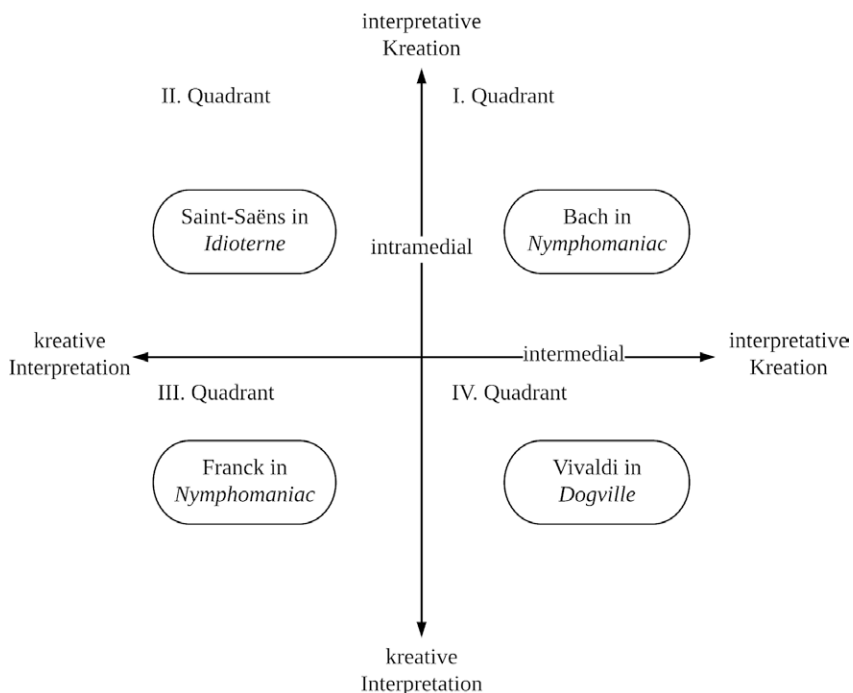 interpretative
Kreation
II. Quadrant
I. Quadrant
Saint-Saëns in
Idioterne
Bach in
Nymphomaniac
intramedial
kreative
Interpretation
intermedial
interpretative
Kreation
III. Quadrant
IV. Quadrant
Franck in
Nymphomaniac
Vivaldi in
Dogville
kreative
Interpretation